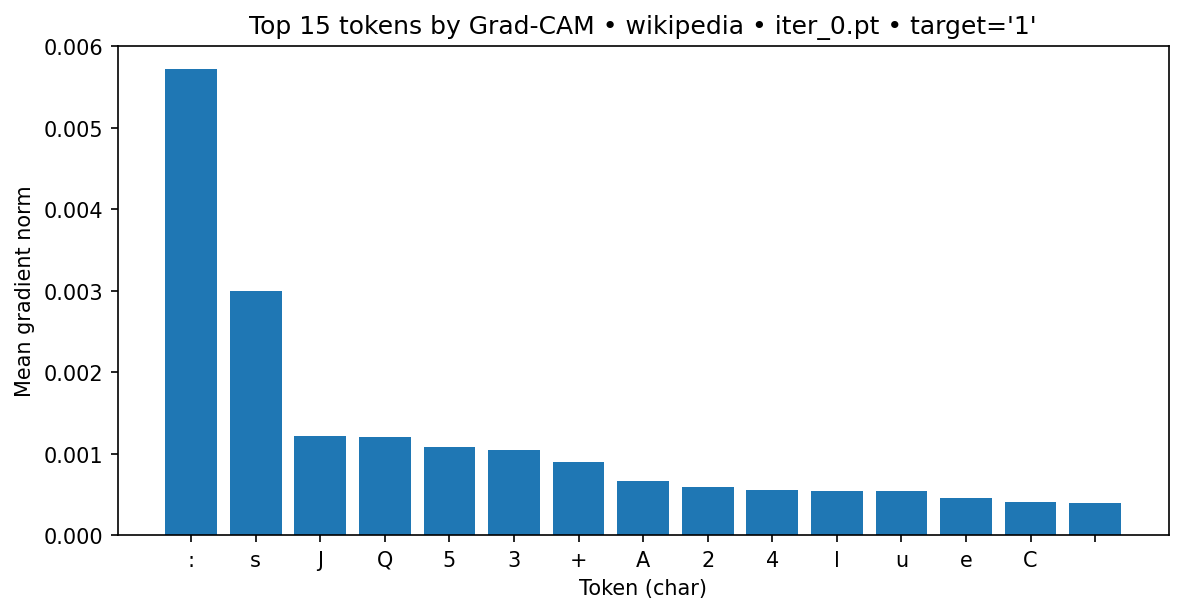 Top 15 tokens by Grad-CAM • wikipedia • iter_0.pt • target='1'
Mean gradient norm
0.006
0.005
0.004
0.003
0.002
0.001
0.000
: s J Q 5 3 + A 2 4 l u e C
Token (char)